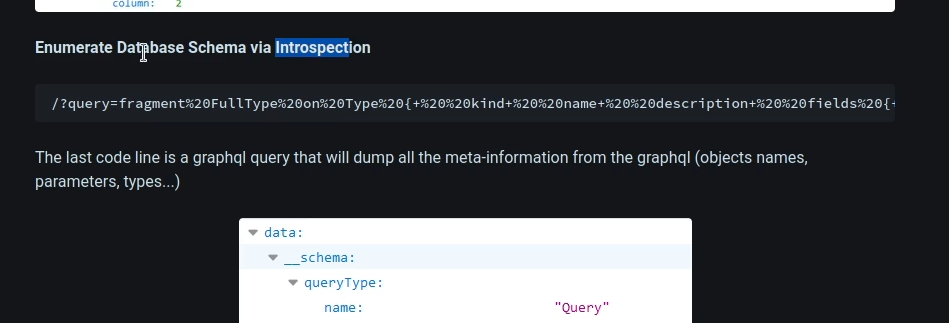 column: 2
Enumerate Database Schema via Introspection
/?query=fragment%20FullType%20on%20Type%20{+%20%20kind+%20%20name+%20%20description+%20%20fields%20{+
The last code line is a graphql query that will dump all the meta-information from the graphql (objects names,
parameters, types...)
data:
__schema:
queryType:
name: "Query"